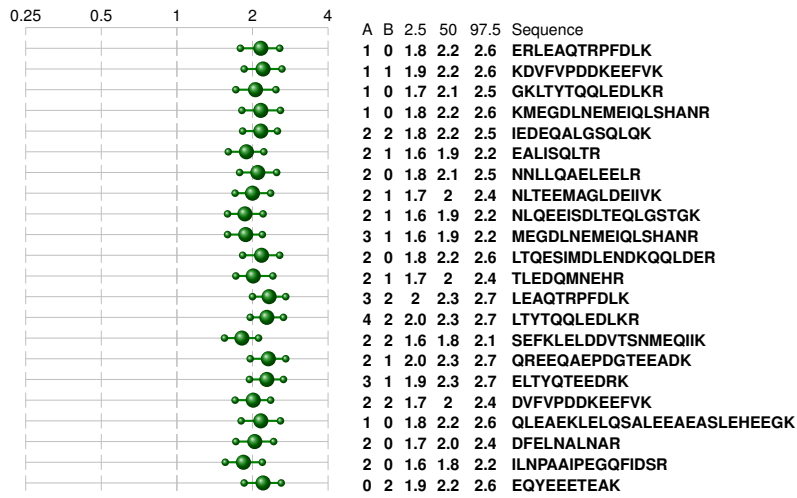 0.25 0.5 1 2 4
A B 2.5 50 97.5 Sequence
1 0 1.8 2.2 2.6 ERLEAQTRPFDLK
1 1 1.9 2.2 2.6 KDVFVPDDKEEFVK
1 0 1.7 2.1 2.5 GKLTYTQQLEDLKR
1 0 1.8 2.2 2.6 KMEGDLNEMEIQLSHANR
2 2 1.8 2.2 2.5 IEDEQALGSQLQK
2 1 1.6 1.9 2.2 EALISQLTR
2 0 1.8 2.1 2.5 NNLLQAELEELR
2 1 1.7 2 2.4 NLTEEMAGLDEIIVK
2 1 1.6 1.9 2.2 NLQEEISDLTEQLGSTGK
3 1 1.6 1.9 2.2 MEGDLNEMEIQLSHANR
2 0 1.8 2.2 2.6 LTQESIMDLENDKQQLDER
2 1 1.7 2 2.4 TLEDQMNEHR
3 2 2 2.3 2.7 LEAQTRPFDLK
4 2 2.0 2.3 2.7 LTYTQQLEDLKR
2 2 1.6 1.8 2.1 SEFKLELDDVTSNMEQIIK
2 1 2.0 2.3 2.7 QREEQAEPDGTEEADK
3 1 1.9 2.3 2.7 ELTYQTEEDRK
2 2 1.7 2 2.4 DVFVPDDKEEFVK
1 0 1.8 2.2 2.6 QLEAEKLELQSALEEAEASLEHEEGK
2 0 1.7 2.0 2.4 DFELNALNAR
2 0 1.6 1.8 2.2 ILNPAAIPEGQFIDSR
0 2 1.9 2.2 2.6 EQYEEETEAK